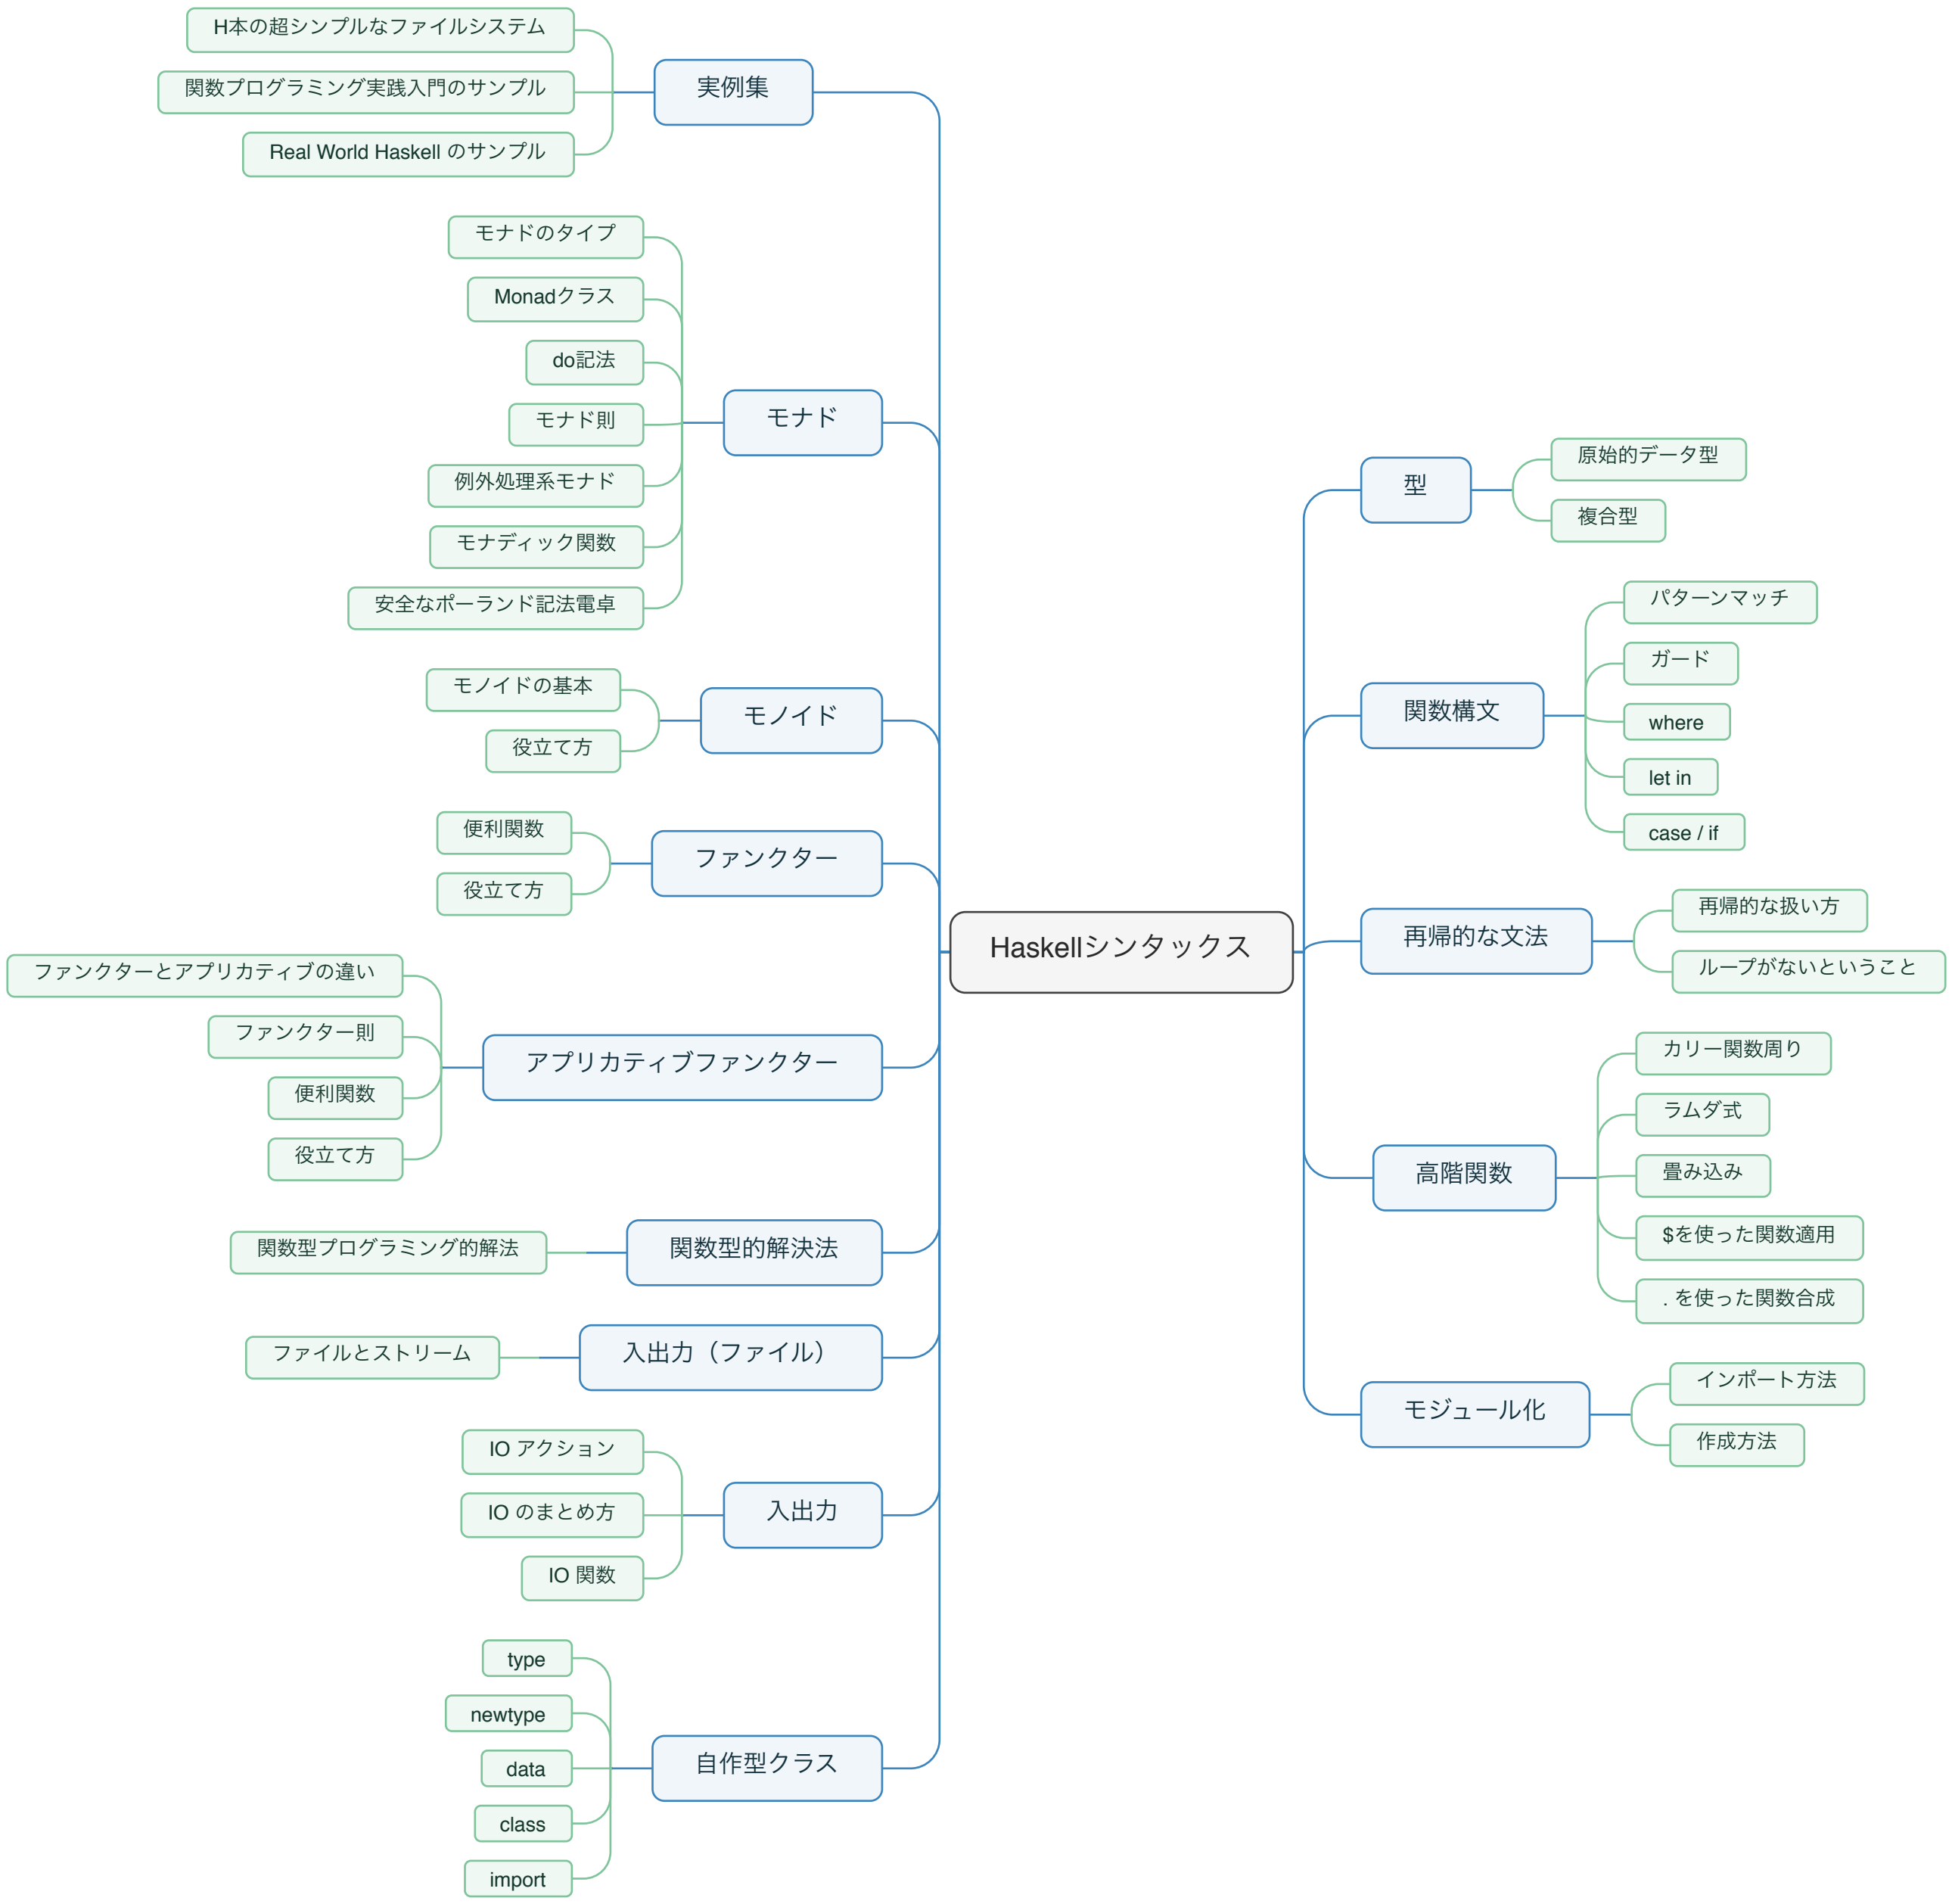 Haskellシンタックス
型
原始的データ型
複合型
関数構文
パターンマッチ
ガード
where
let in
case / if
再帰的な文法
再帰的な扱い方
ループがないということ
高階関数
カリー関数周り
ラムダ式
畳み込み
$を使った関数適用
. を使った関数合成
モジュール化
インポート方法
作成方法
実例集
H本の超シンプルなファイルシステム
関数プログラミング実践入門のサンプル
Real World Haskell のサンプル
モナド
モナドのタイプ
Monadクラス
do記法
モナド則
例外処理系モナド
モナディック関数
安全なポーランド記法電卓
モノイド
モノイドの基本
役立て方
ファンクター
便利関数
役立て方
アプリカティブファンクター
ファンクターとアプリカティブの違い
ファンクター則
便利関数
役立て方
関数型的解決法
関数型プログラミング的解法
入出力（ファイル）
ファイルとストリーム
入出力
IO アクション
IO のまとめ方
IO 関数
自作型クラス
type
newtype
data
class
import